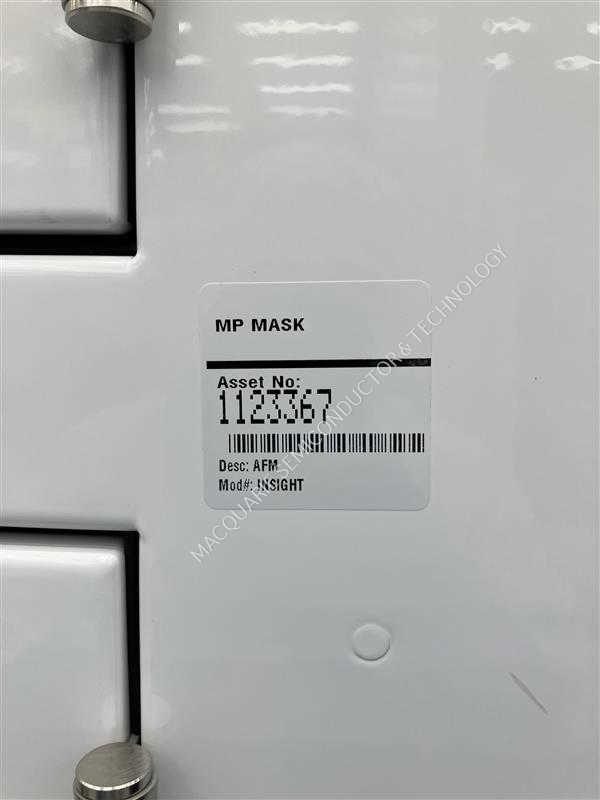 MP MASK
Asset No:
1123367
Desc: AFM
Mod#: INSIGHT
MACQUARIE SEMICONDUCTOR & TECHNOLOGY